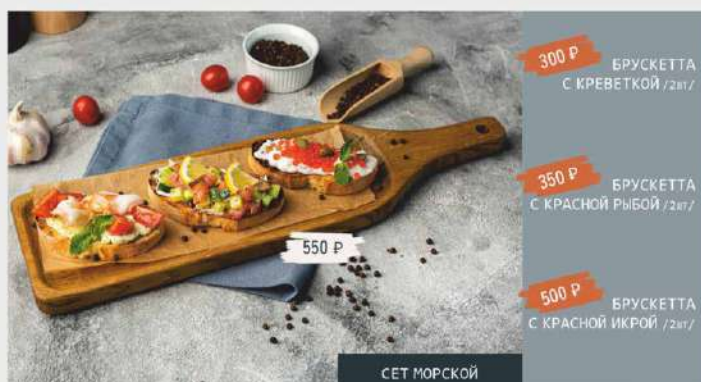 300 ₽
БРУСКЕТТА
С КРЕВЕТКОЙ /2шт/
350 ₽
БРУСКЕТТА
С КРАСНОЙ РЫБОЙ /2шт/
550 ₽
500 ₽
БРУСКЕТТА
С КРАСНОЙ ИКРОЙ /2шт/
СЕТ МОРСКОЙ